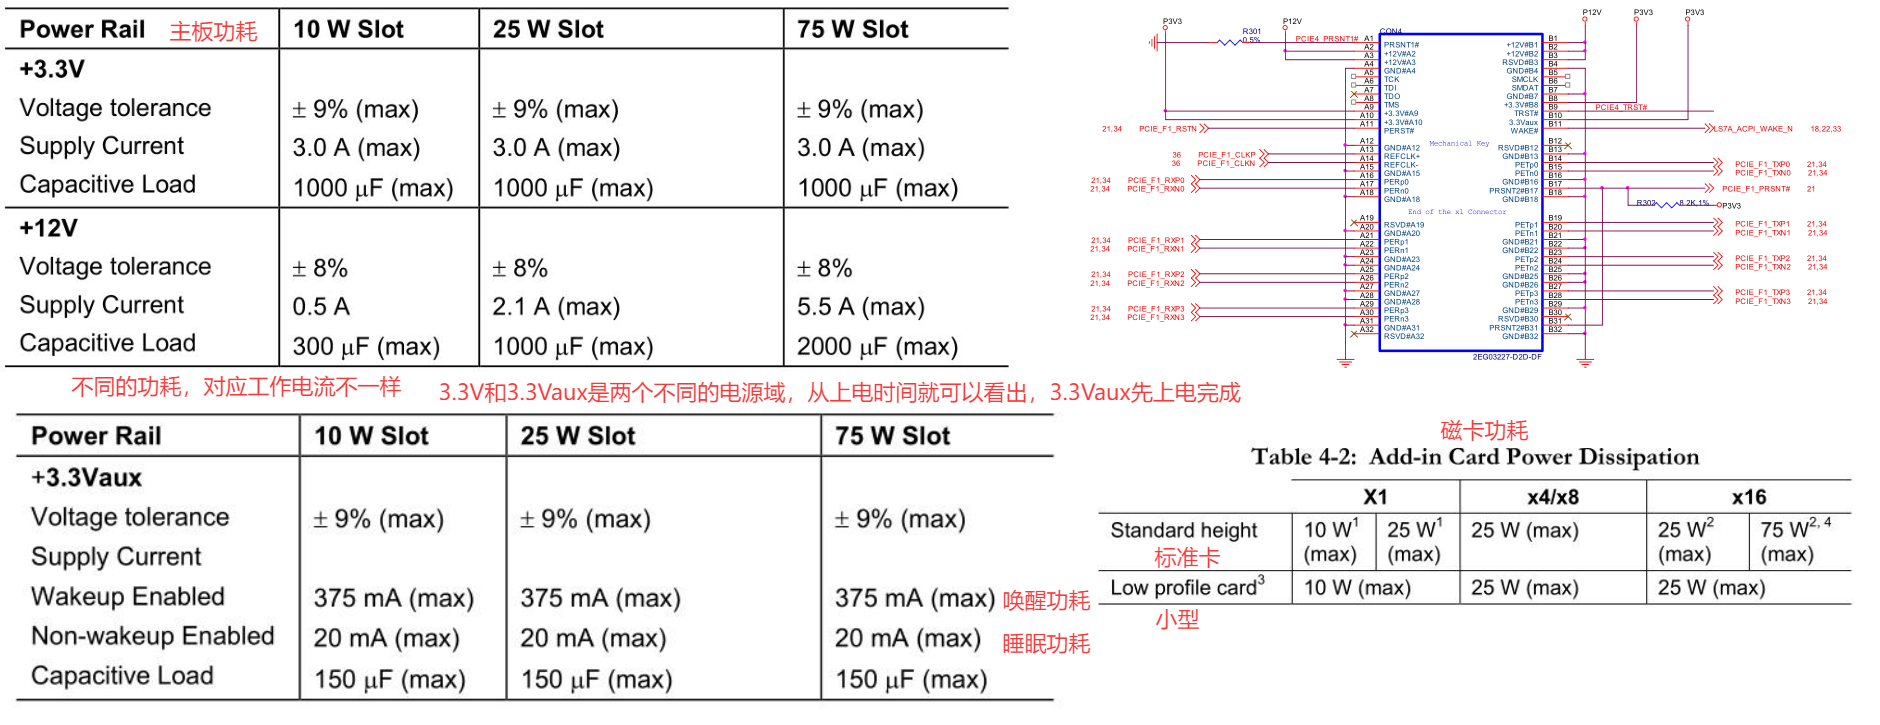 Power Rail 主板功耗 10 W Slot 25 W Slot 75 W Slot
+3.3V
Voltage tolerance ± 9% (max) ± 9% (max) ± 9% (max)
Supply Current 3.0 A (max) 3.0 A (max) 3.0 A (max)
Capacitive Load 1000 μF (max) 1000 μF (max) 1000 μF (max)
+12V
Voltage tolerance ± 8% ± 8% ± 8%
Supply Current 0.5 A 2.1 A (max) 5.5 A (max)
Capacitive Load 300 μF (max) 1000 μF (max) 2000 μF (max)
不同的功耗，对应工作电流不一样
3.3V和3.3Vaux是两个不同的电源域，从上电时间就可以看出，3.3Vaux先上电完成
Power Rail 10 W Slot 25 W Slot 75 W Slot
+3.3Vaux
Voltage tolerance ± 9% (max) ± 9% (max) ± 9% (max)
Supply Current
Wakeup Enabled 375 mA (max) 375 mA (max) 375 mA (max) 唤醒功耗
Non-wakeup Enabled 20 mA (max) 20 mA (max) 20 mA (max) 睡眠功耗
Capacitive Load 150 μF (max) 150 μF (max) 150 μF (max)
P3V3 P12V P12V P3V3 P3V3
R301
0.5%
CON4
PCIE4_PRSNT1#
A1 PRSNT1#
A2 +12V#A2
A3 +12V#A3
A4 GND#A4
A5 TCK
A6 TDI
A7 TDO
A8 TMS
A9 +3.3V#A9
A10 +3.3V#A10
A11 PERST#
21,34 PCIE_F1_RSTN
Mechanical Key
A12 GND#A12
A13 REFCLK+
A14 REFCLK-
A15 GND#A15
A16 PERp0
A17 PERn0
A18 GND#A18
36 PCIE_F1_CLKP
36 PCIE_F1_CLKN
21,34 PCIE_F1_RXP0
21,34 PCIE_F1_RXN0
End of the x1 Connector
A19 RSVD#A19
A20 GND#A20
A21 PERp1
A22 PERn1
A23 GND#A23
A24 GND#A24
A25 PERp2
A26 PERn2
A27 GND#A27
A28 GND#A28
A29 PERp3
A30 PERn3
A31 GND#A31
A32 RSVD#A32
21,34 PCIE_F1_RXP1
21,34 PCIE_F1_RXN1
21,34 PCIE_F1_RXP2
21,34 PCIE_F1_RXN2
21,34 PCIE_F1_RXP3
21,34 PCIE_F1_RXN3
+12V#B1 B1
+12V#B2 B2
RSVD#B3 B3
GND#B4 B4
SMCLK B5
SMDAT B6
GND#B7 B7
+3.3V#B8 B8
TRST# B9
3.3Vaux B10
WAKE# B11
PCIE4_TRST#
LS7A_ACPI_WAKE_N 18,22,33
RSVD#B12 B12
GND#B13 B13
PETp0 B14
PETn0 B15
GND#B16 B16
PRSNT2#B17 B17
GND#B18 B18
PCIE_F1_TXP0 21,34
PCIE_F1_TXN0 21,34
PCIE_F1_PRSNT# 21
R302 8.2K,1% P3V3
PETp1 B19
PETn1 B20
GND#B21 B21
GND#B22 B22
PETp2 B23
PETn2 B24
GND#B25 B25
GND#B26 B26
PETp3 B27
PETn3 B28
GND#B29 B29
RSVD#B30 B30
PRSNT2#B31 B31
GND#B32 B32
PCIE_F1_TXP1 21,34
PCIE_F1_TXN1 21,34
PCIE_F1_TXP2 21,34
PCIE_F1_TXN2 21,34
PCIE_F1_TXP3 21,34
PCIE_F1_TXN3 21,34
2EG03227-D2D-DF
磁卡功耗
Table 4-2: Add-in Card Power Dissipation
X1 x4/x8 x16
Standard height 10 W1 (max) 25 W1 (max) 25 W (max) 25 W2 (max) 75 W2, 4 (max)
标准卡
Low profile card3 10 W (max) 25 W (max) 25 W (max)
小型